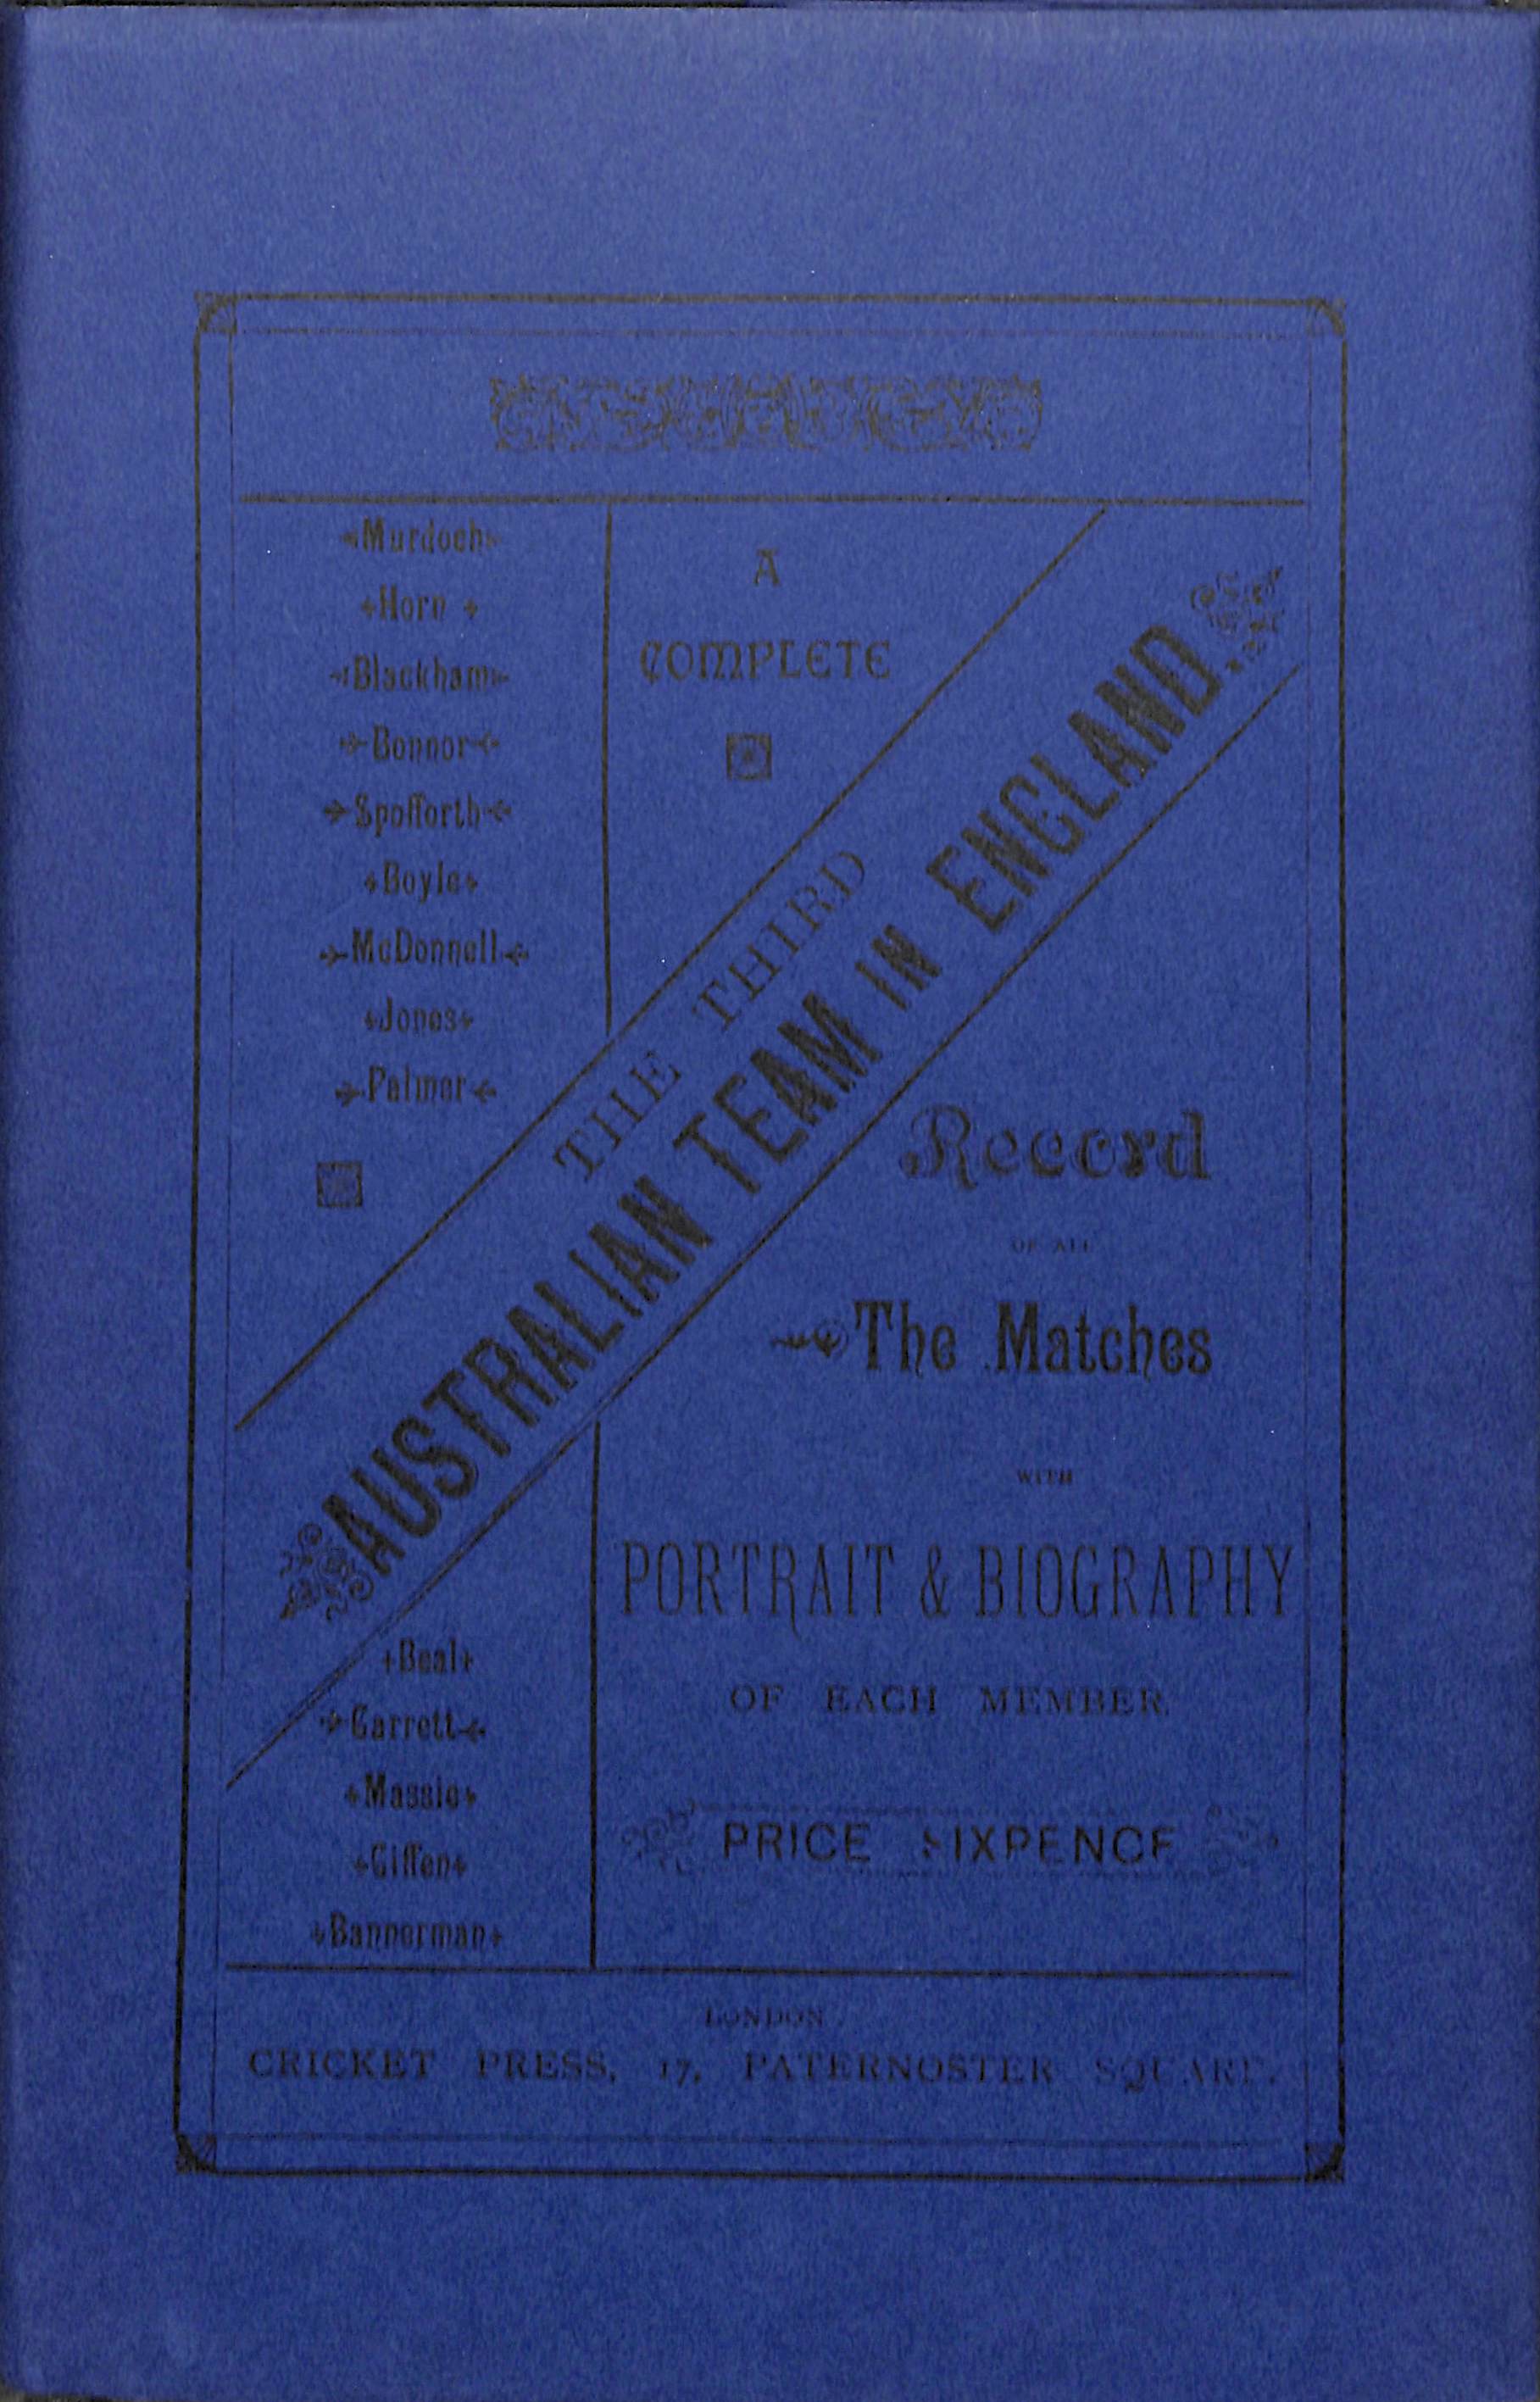 Murdoch
Horn
Blackham
Bonnor
Spofforth
Boyle
McDonnell
Jones
Palmer
A
COMPLETE
THE THIRD
AUSTRALIAN TEAM IN ENGLAND.
Record
OF ALL
The Matches
WITH
PORTRAIT & BIOGRAPHY
OF EACH MEMBER.
PRICE SIXPENCE
Beal
Garrett
Massie
Giffen
Bannerman
LONDON:
CRICKET PRESS, 17, PATERNOSTER SQUARE.